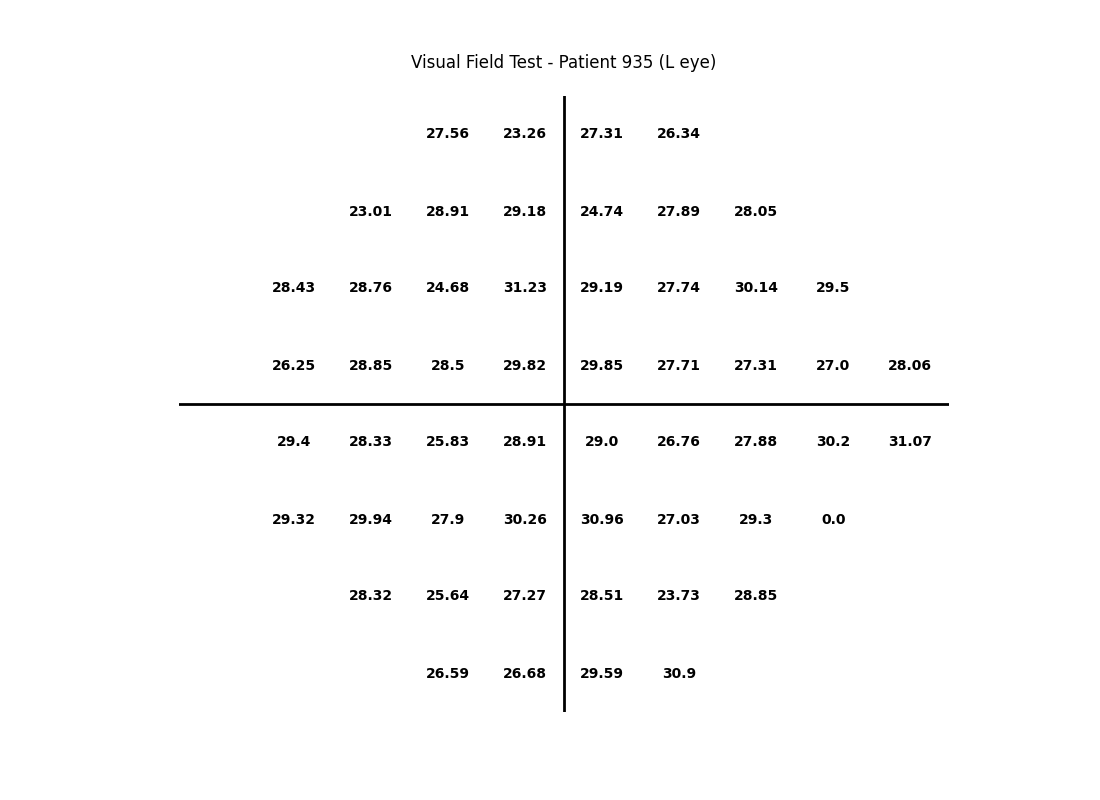 Visual Field Test - Patient 935 (L eye)
27.56 23.26 27.31 26.34
23.01 28.91 29.18 24.74 27.89 28.05
28.43 28.76 24.68 31.23 29.19 27.74 30.14 29.5
26.25 28.85 28.5 29.82 29.85 27.71 27.31 27.0 28.06
29.4 28.33 25.83 28.91 29.0 26.76 27.88 30.2 31.07
29.32 29.94 27.9 30.26 30.96 27.03 29.3 0.0
28.32 25.64 27.27 28.51 23.73 28.85
26.59 26.68 29.59 30.9